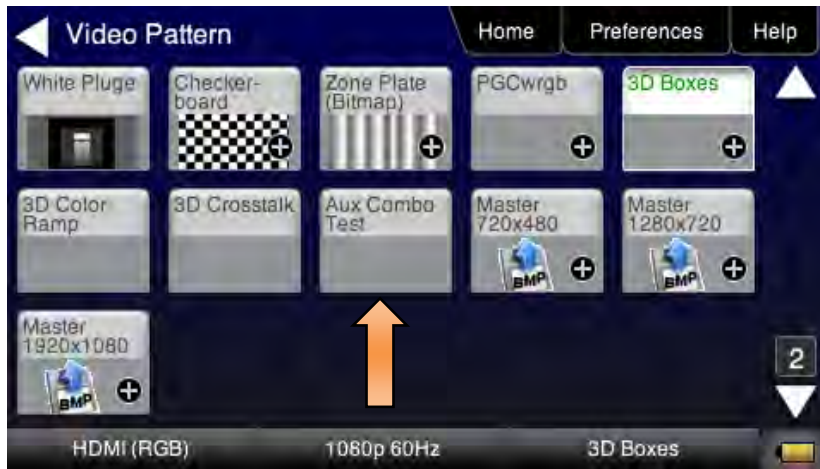 Video Pattern
Home
Preferences
Help
White Pluge
Checker-
board
Zone Plate
(Bitmap)
PGCwrgb
3D Boxes
3D Color
Ramp
3D Crosstalk
Aux Combo
Test
Master
720x480
BMP
Master
1280x720
BMP
Master
1920x1080
BMP
2
HDMI (RGB)
1080p 60Hz
3D Boxes